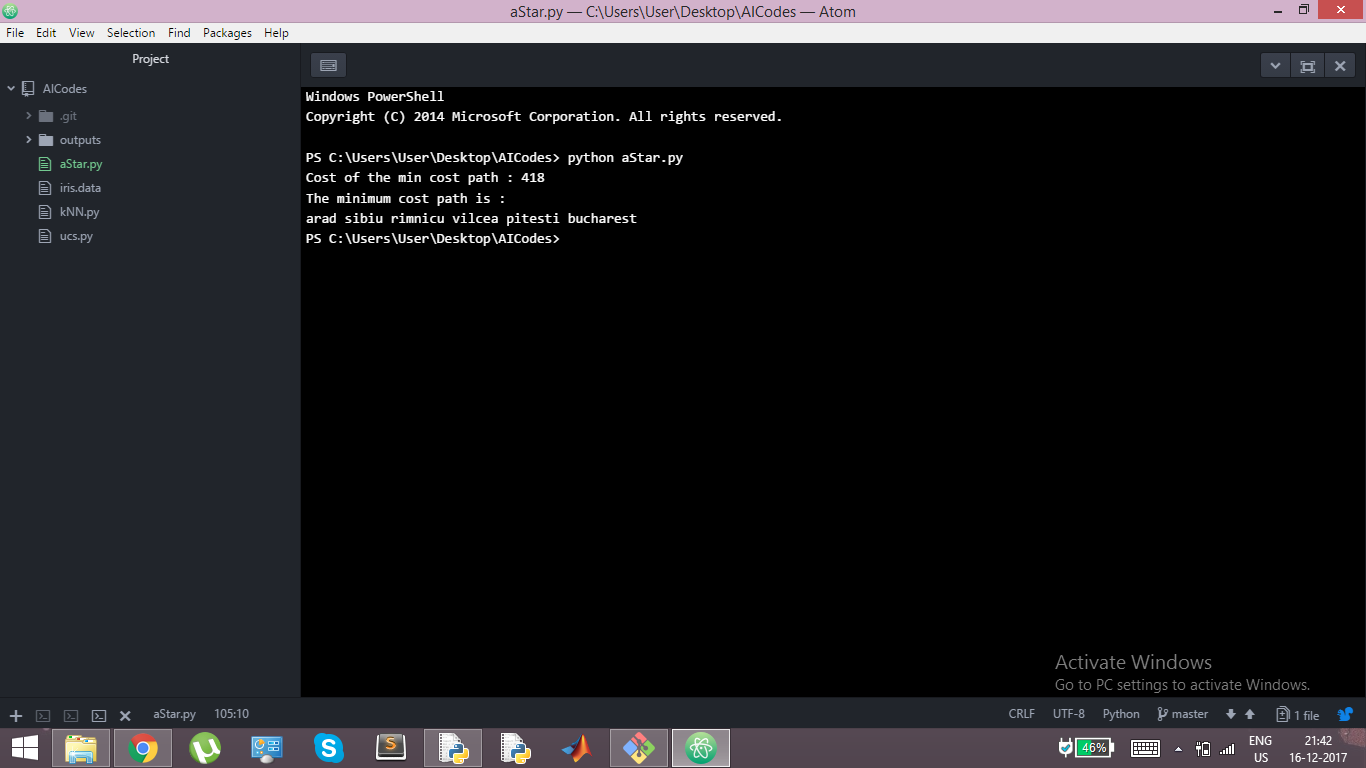 aStar.py — C:\Users\User\Desktop\AICodes — Atom
File Edit View Selection Find Packages Help
Project
AICodes
.git
outputs
aStar.py
iris.data
kNN.py
ucs.py
Windows PowerShell
Copyright (C) 2014 Microsoft Corporation. All rights reserved.
PS C:\Users\User\Desktop\AICodes> python aStar.py
Cost of the min cost path : 418
The minimum cost path is :
arad sibiu rimnicu vilcea pitesti bucharest
PS C:\Users\User\Desktop\AICodes>
Activate Windows
Go to PC settings to activate Windows.
aStar.py 105:10 CRLF UTF-8 Python master 1 file
46% ENG 21:42
US 16-12-2017